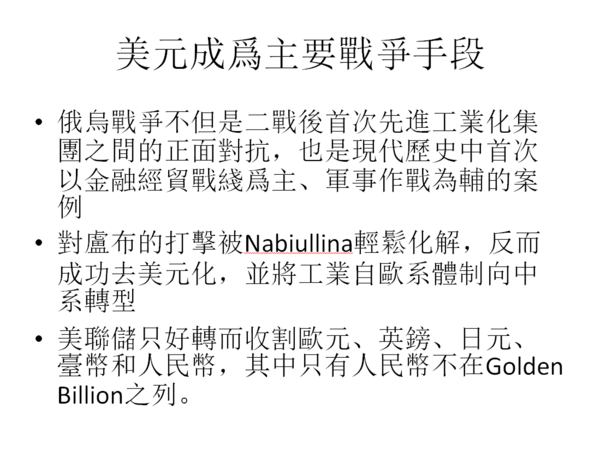 美元成爲主要戰爭手段
• 俄烏戰爭不但是二戰後首次先進工業化集
團之間的正面對抗，也是現代歷史中首次
以金融經貿戰綫爲主、軍事作戰為輔的案
例
• 對盧布的打擊被Nabiullina輕鬆化解，反而
成功去美元化，並將工業自歐系體制向中
系轉型
• 美聯儲只好轉而收割歐元、英鎊、日元、
臺幣和人民幣，其中只有人民幣不在Golden
Billion之列。